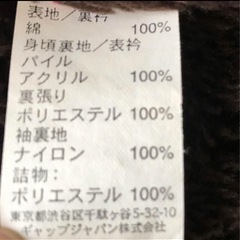 表地/裏衿
綿 100%
身頃裏地/表衿
パイル
アクリル 100%
裏張り
ポリエステル 100%
袖裏地
ナイロン 100%
詰物:
ポリエステル 100%
東京都渋谷区千駄ケ谷5-32-10
ギャップジャパン株式会社